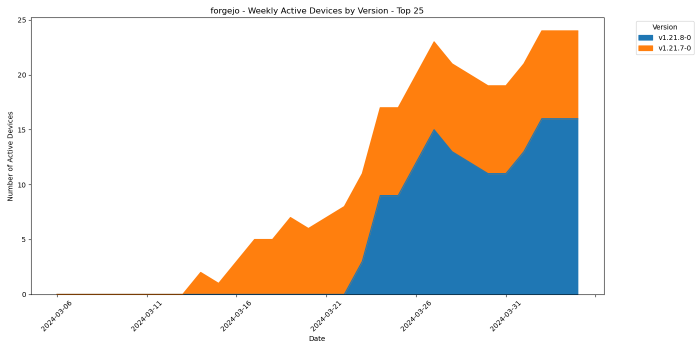 forgejo - Weekly Active Devices by Version - Top 25
Version
v1.21.8-0
v1.21.7-0
Number of Active Devices
25
20
15
10
5
0
2024-03-06
2024-03-11
2024-03-16
2024-03-21
2024-03-26
2024-03-31
Date